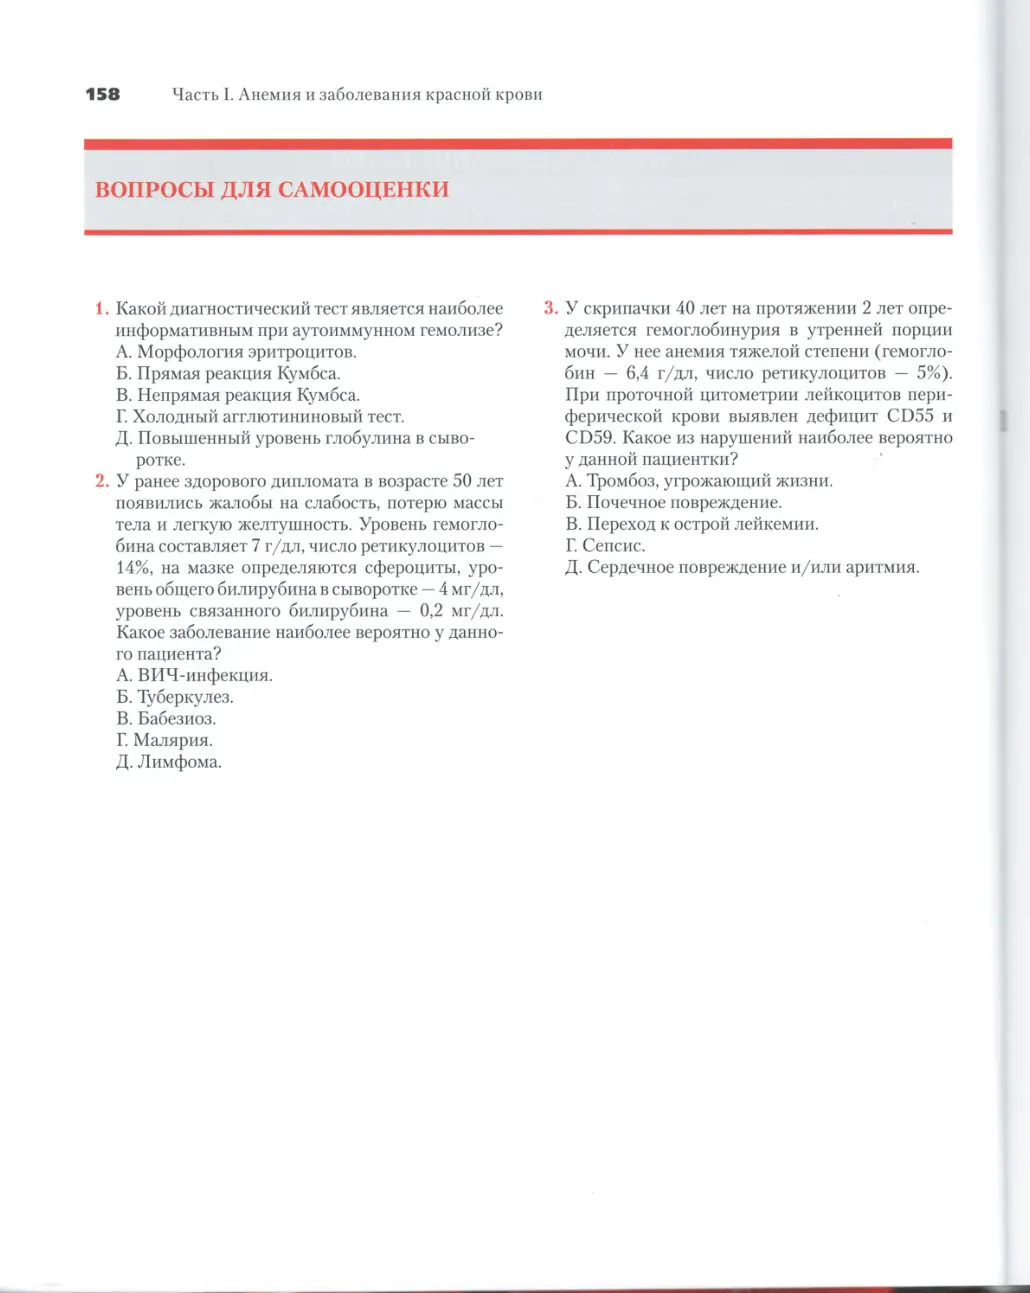 158 Часть I. Анемия и заболевания красной крови
ВОПРОСЫ ДЛЯ САМООЦЕНКИ
1. Какой диагностический тест является наиболее
информативным при аутоиммунном гемолизе?
А. Морфология эритроцитов.
Б. Прямая реакция Кумбса.
В. Непрямая реакция Кумбса.
Г. Холодный агглютининовый тест.
Д. Повышенный уровень глобулина в сыво-
ротке.
2. У ранее здорового дипломата в возрасте 50 лет
появились жалобы на слабость, потерю массы
тела и легкую желтушность. Уровень гемогло-
бина составляет 7 г/дл, число ретикулоцитов —
14%, на мазке определяются сфероциты, уро-
вень общего билирубина в сыворотке — 4 мг/дл,
уровень связанного билирубина — 0,2 мг/дл.
Какое заболевание наиболее вероятно у данно-
го пациента?
А. ВИЧ-инфекция.
Б. Туберкулез.
В. Бабезиоз.
Г. Малярия.
Д. Лимфома.
3. У скрипачки 40 лет на протяжении 2 лет опре-
деляется гемоглобинурия в утренней порции
мочи. У нее анемия тяжелой степени (гемогло-
бин — 6,4 г/дл, число ретикулоцитов — 5%).
При проточной цитометрии лейкоцитов пери-
ферической крови выявлен дефицит CD55 и
CD59. Какое из нарушений наиболее вероятно
у данной пациентки?
А. Тромбоз, угрожающий жизни.
Б. Почечное повреждение.
В. Переход к острой лейкемии.
Г. Сепсис.
Д. Сердечное повреждение и/или аритмия.